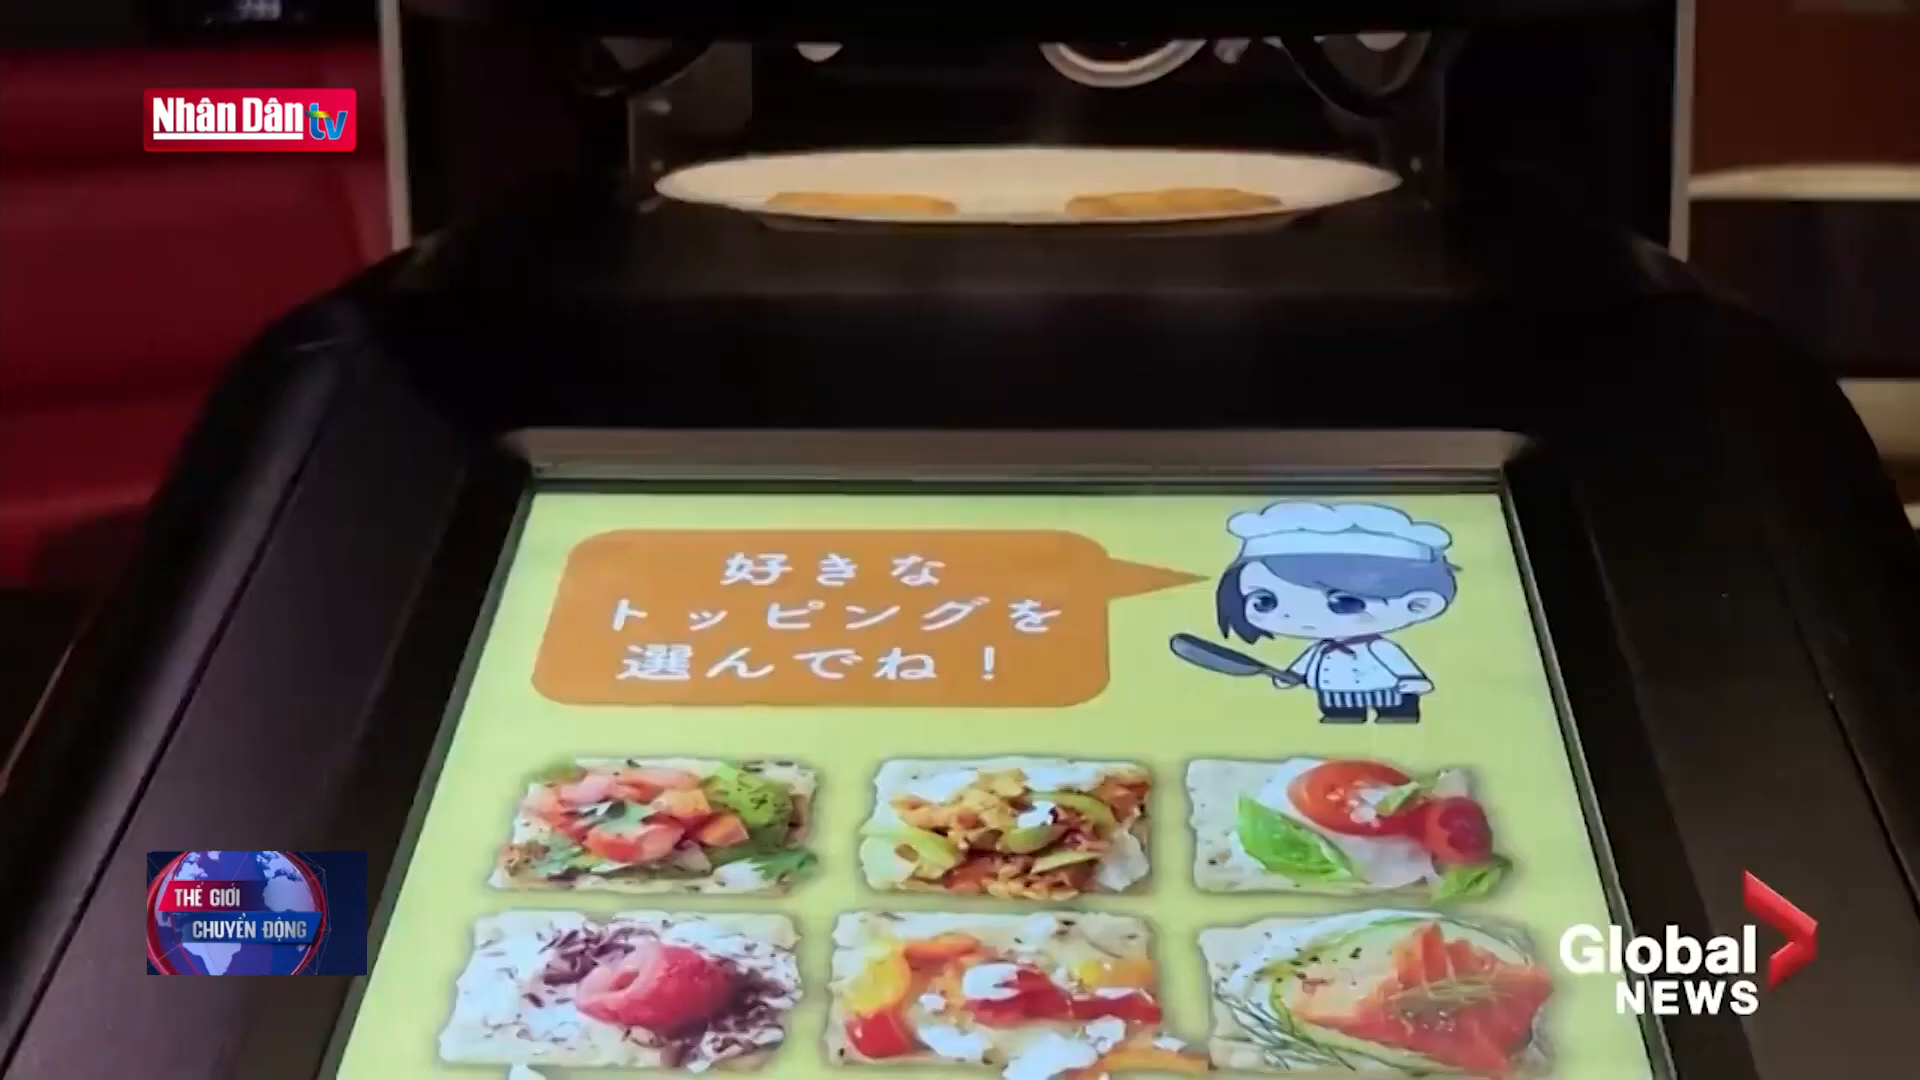 Nhân Dân tv
好きな
トッピングを
選んでね！
THẾ GIỚI
CHUYỂN ĐỘNG
Global
NEWS